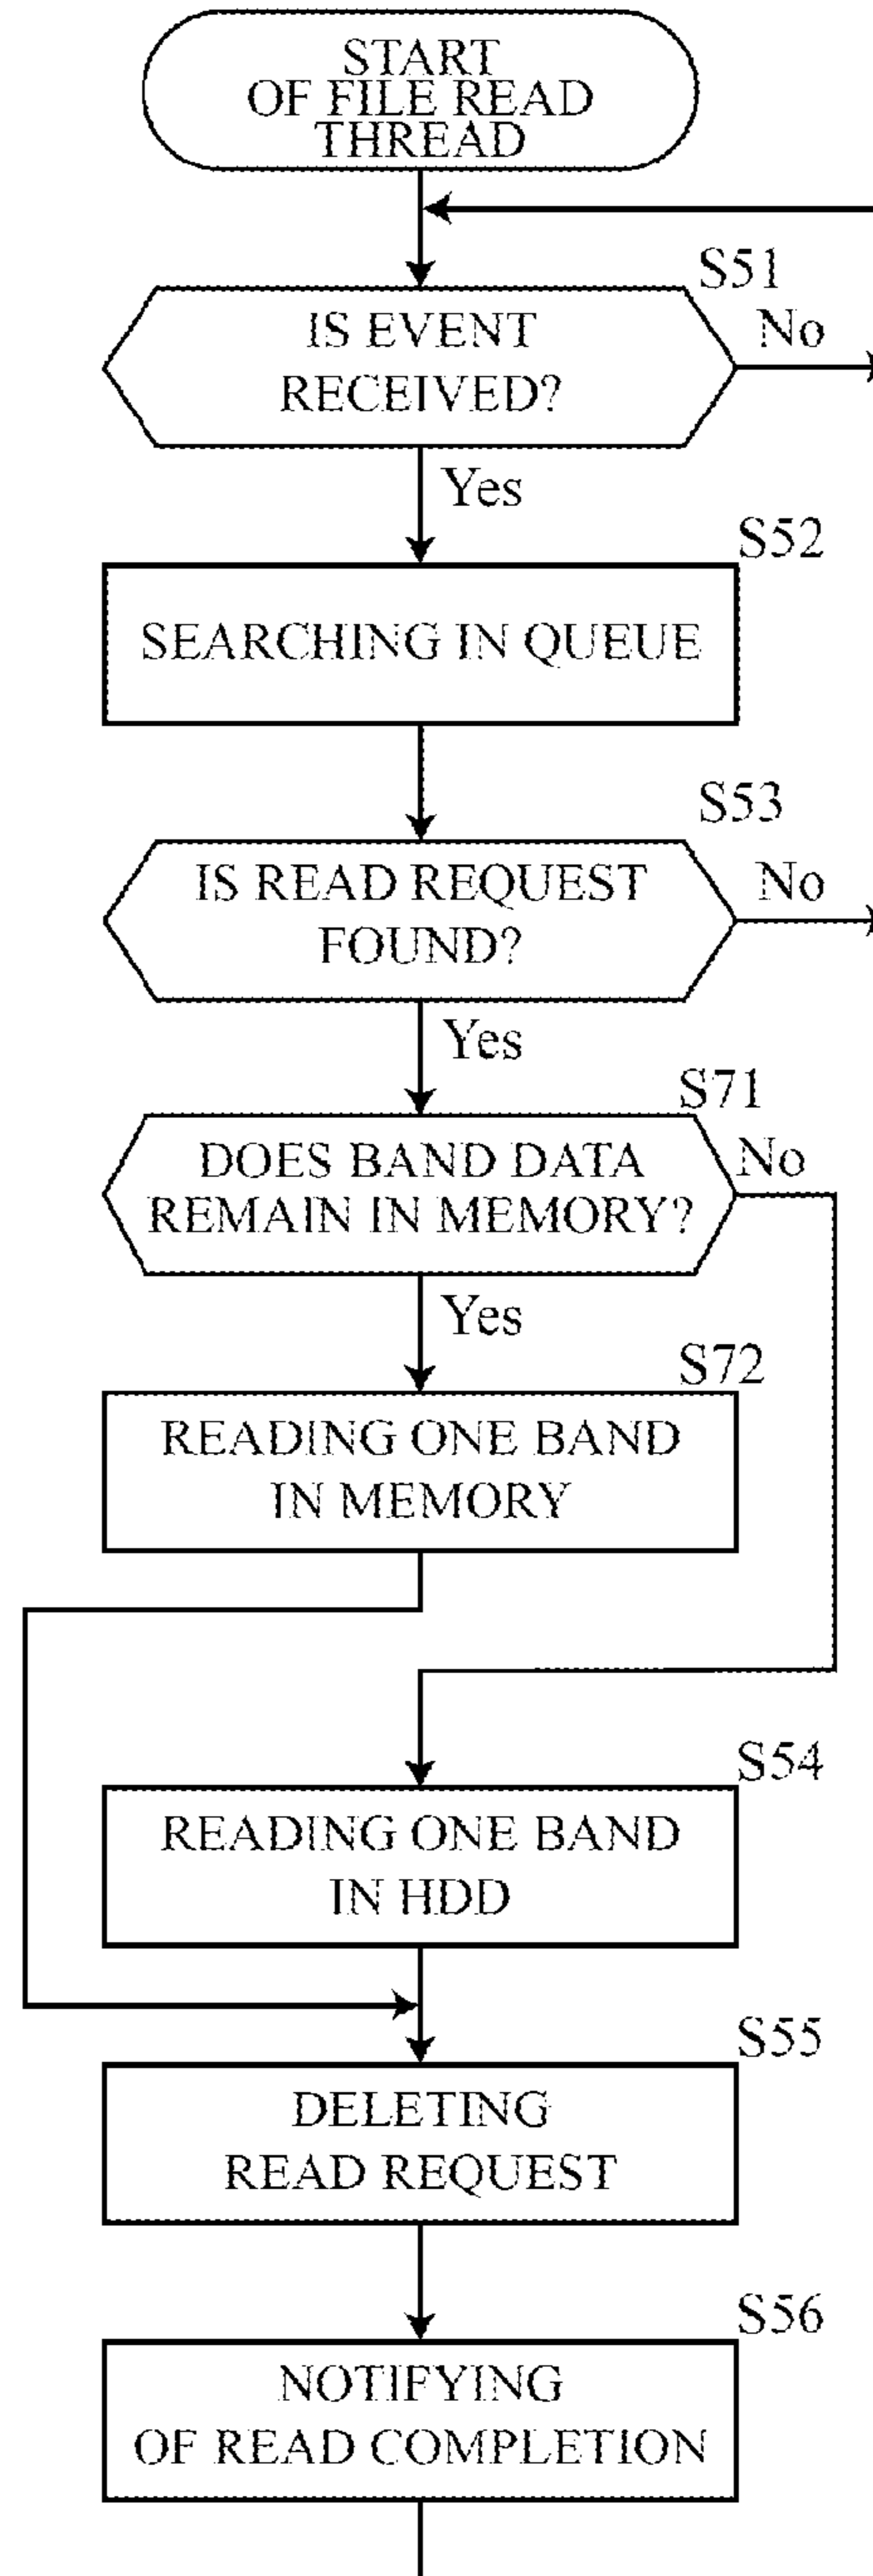 START
OF FILE READ
THREAD
S51
IS EVENT
RECEIVED?
No
Yes
S52
SEARCHING IN QUEUE
S53
IS READ REQUEST
FOUND?
No
Yes
S71
DOES BAND DATA
REMAIN IN MEMORY?
No
Yes
S72
READING ONE BAND
IN MEMORY
S54
READING ONE BAND
IN HDD
S55
DELETING
READ REQUEST
S56
NOTIFYING
OF READ COMPLETION